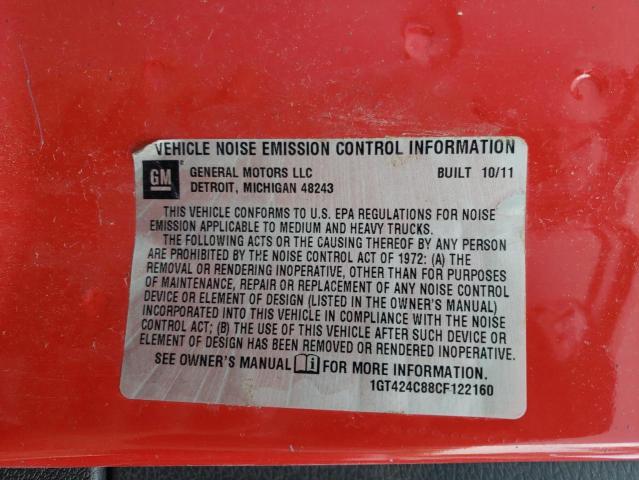 VEHICLE NOISE EMISSION CONTROL INFORMATION
GM® GENERAL MOTORS LLC BUILT 10/11
DETROIT, MICHIGAN 48243
THIS VEHICLE CONFORMS TO U.S. EPA REGULATIONS FOR NOISE
EMISSION APPLICABLE TO MEDIUM AND HEAVY TRUCKS.
THE FOLLOWING ACTS OR THE CAUSING THEREOF BY ANY PERSON
ARE PROHIBITED BY THE NOISE CONTROL ACT OF 1972: (A) THE
REMOVAL OR RENDERING INOPERATIVE, OTHER THAN FOR PURPOSES
OF MAINTENANCE, REPAIR OR REPLACEMENT OF ANY NOISE CONTROL
DEVICE OR ELEMENT OF DESIGN (LISTED IN THE OWNER'S MANUAL)
INCORPORATED INTO THIS VEHICLE IN COMPLIANCE WITH THE NOISE
CONTROL ACT; (B) THE USE OF THIS VEHICLE AFTER SUCH DEVICE OR
ELEMENT OF DESIGN HAS BEEN REMOVED OR RENDERED INOPERATIVE.
SEE OWNER'S MANUAL i FOR MORE INFORMATION.
1GT424C88CF122160